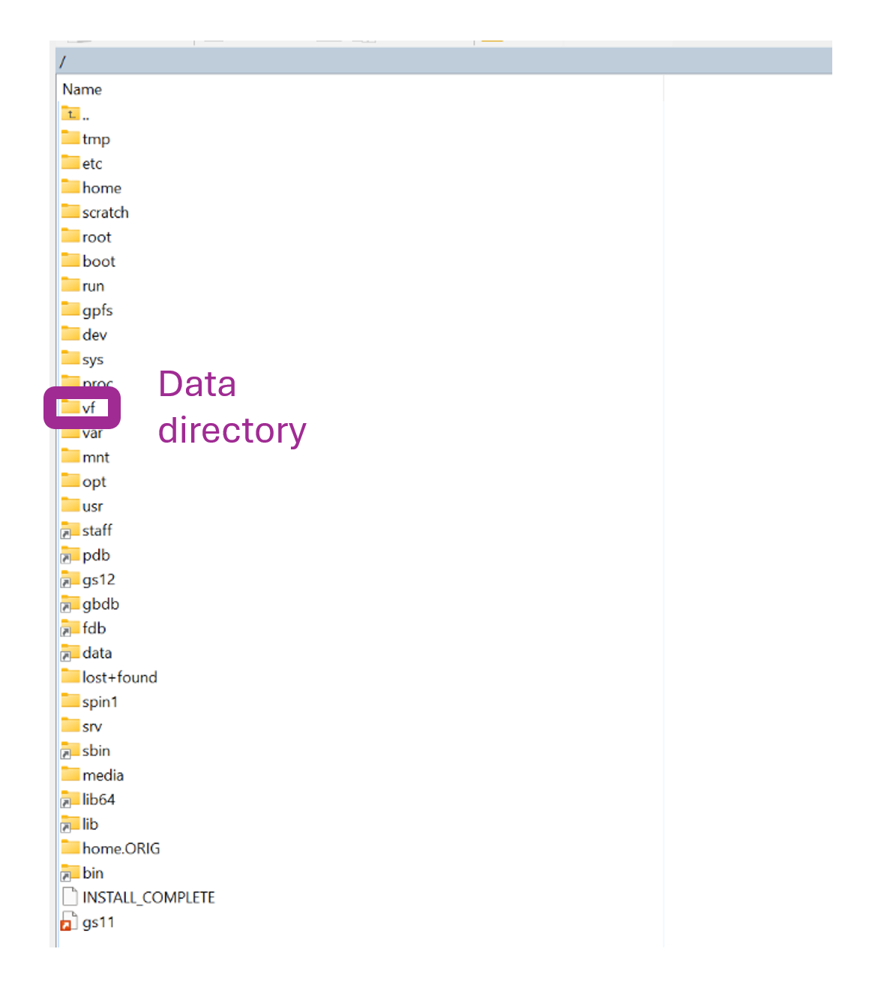 /
Name
..
tmp
etc
home
scratch
root
boot
run
gpfs
dev
sys
proc
Data
directory
vf
var
mnt
opt
usr
staff
pdb
gs12
gbdb
fdb
data
lost+found
spin1
srv
sbin
media
lib64
lib
home.ORIG
bin
INSTALL_COMPLETE
gs11